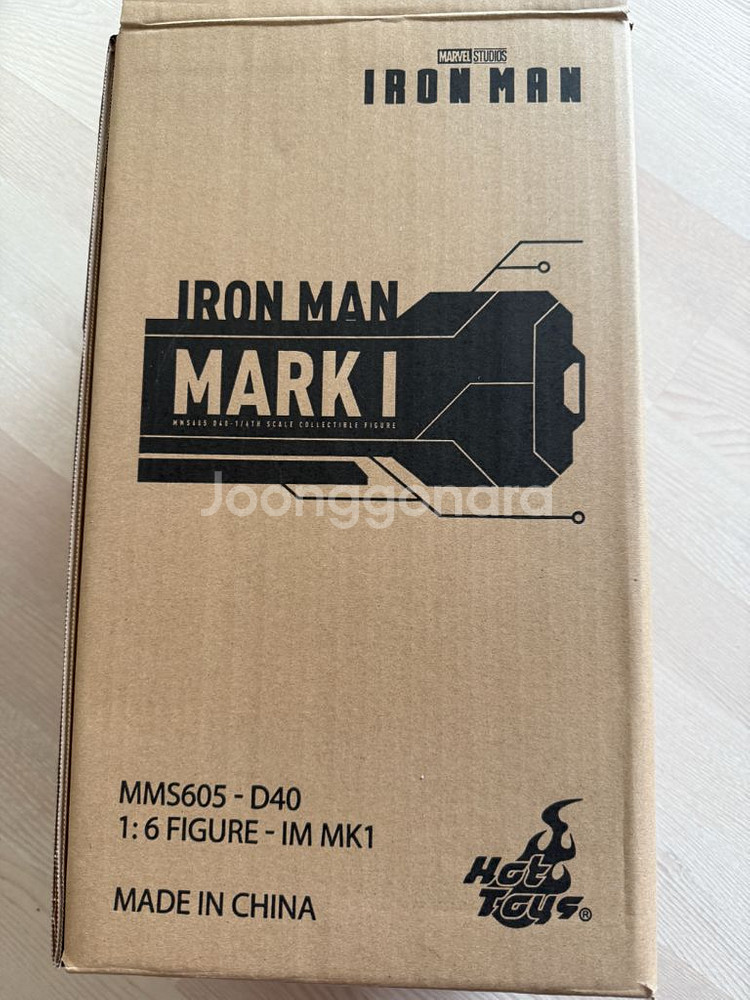 MARVEL STUDIOS
IRON MAN
IRON MAN
MARK I
MMS605 D40-1/6TH SCALE COLLECTIBLE FIGURE
Joonggonara
MMS605 - D40
1: 6 FIGURE - IM MK1
MADE IN CHINA
Hot
Toys®